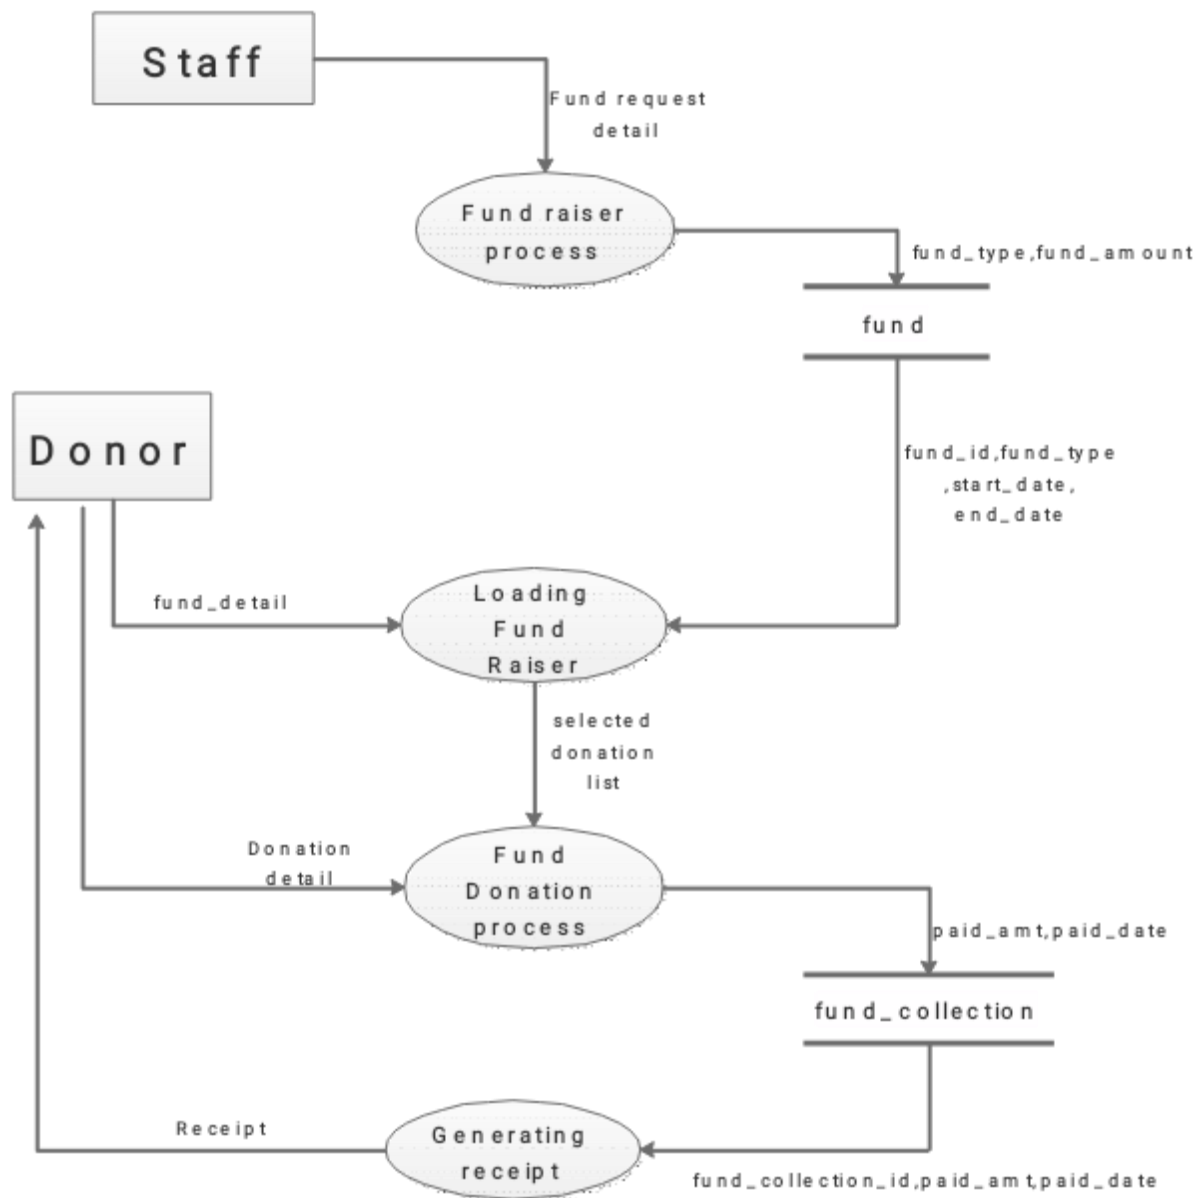 Staff
Fund request
detail
Fund raiser
process
fund_type,fund_amount
fund
Donor
fund_id,fund_type
,start_date,
end_date
fund_detail
Loading
Fund
Raiser
selected
donation
list
Donation
detail
Fund
Donation
process
paid_amt,paid_date
fund_collection
Receipt
Generating
receipt
fund_collection_id,paid_amt,paid_date